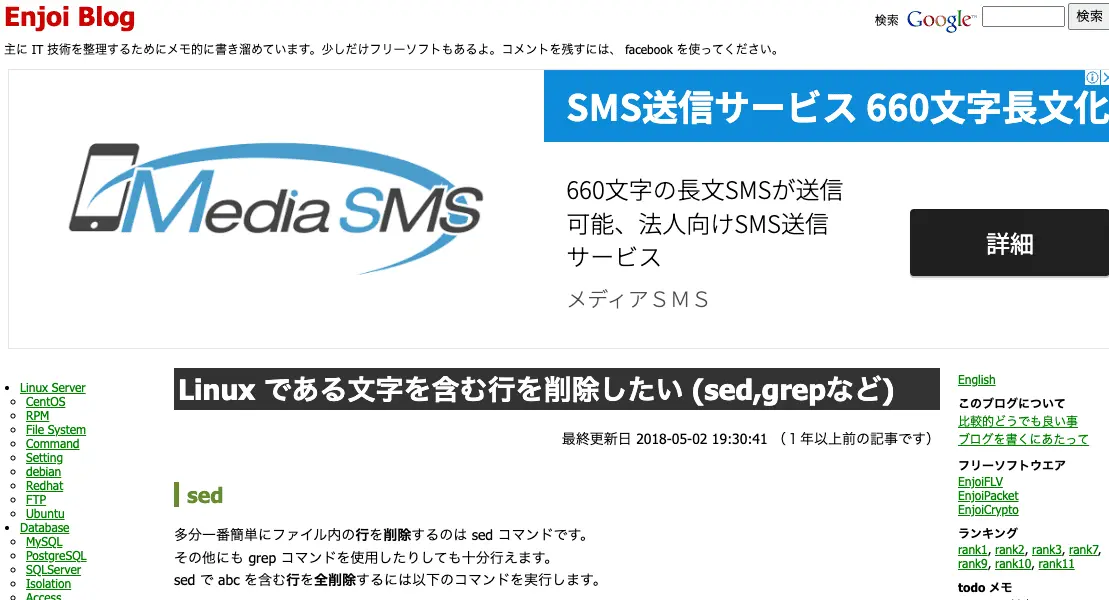 Enjoi Blog
検索 Google™ 検索
主に IT 技術を整理するためにメモ的に書き溜めています。少しだけフリーソフトもあるよ。コメントを残すには、 facebook を使ってください。
Media SMS
SMS送信サービス 660文字長文化
660文字の長文SMSが送信
可能、法人向けSMS送信
サービス
メディアＳＭＳ
詳細
Linux Server
CentOS
RPM
File System
Command
Setting
debian
Redhat
FTP
Ubuntu
Database
MySQL
PostgreSQL
SQLServer
Isolation
Access
Linux である文字を含む行を削除したい (sed,grepなど)
最終更新日 2018-05-02 19:30:41 （１年以上前の記事です）
sed
多分一番簡単にファイル内の行を削除するのは sed コマンドです。
その他にも grep コマンドを使用したりしても十分行えます。
sed で abc を含む行を全削除するには以下のコマンドを実行します。
English
このブログについて
比較的どうでも良い事
ブログを書くにあたって
フリーソフトウエア
EnjoiFLV
EnjoiPacket
EnjoiCrypto
ランキング
rank1, rank2, rank3, rank7,
rank9, rank10, rank11
todo メモ